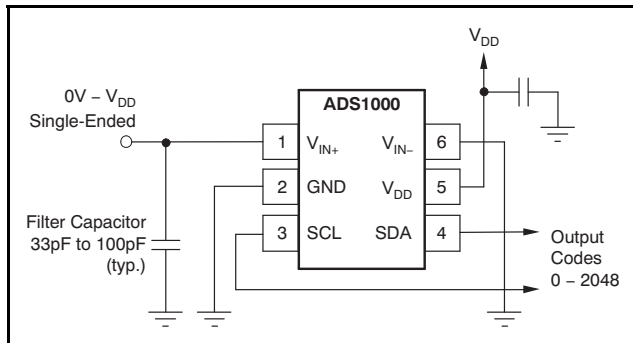 V_DD
0V – V_DD
Single-Ended
ADS1000
1 V_IN+ V_IN– 6
2 GND V_DD 5
3 SCL SDA 4
Filter Capacitor
33pF to 100pF
(typ.)
Output
Codes
0 – 2048